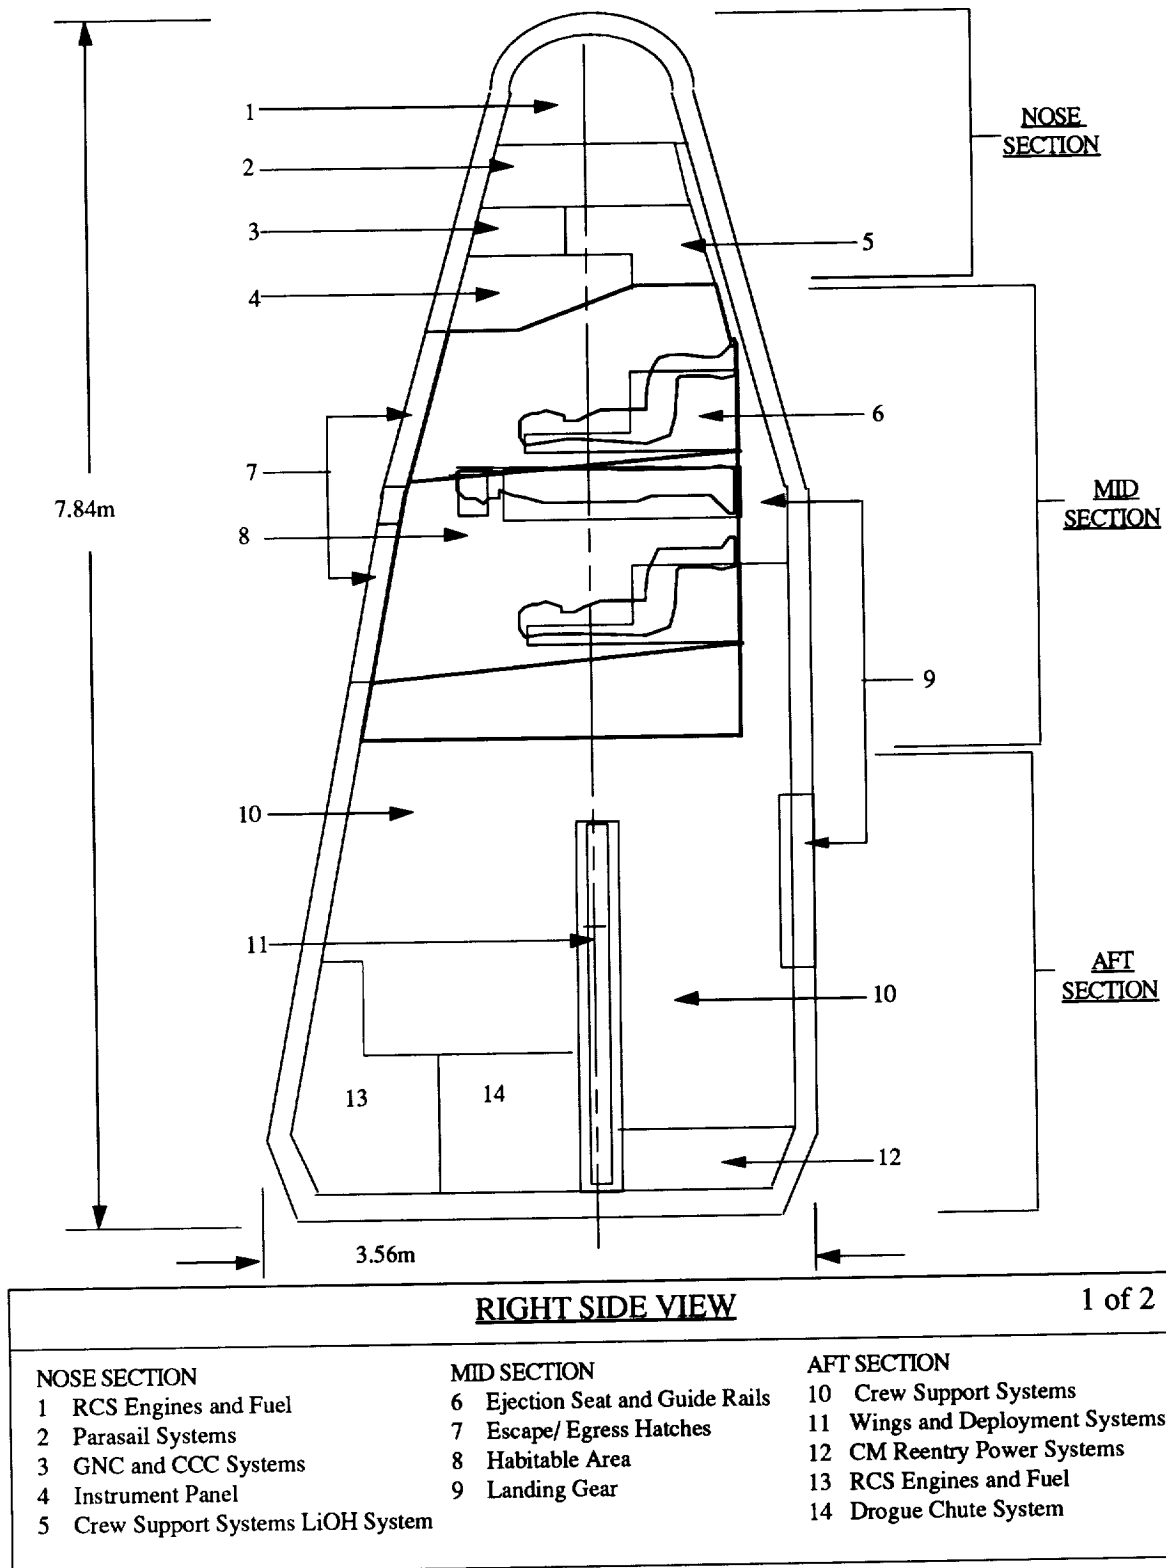 1
NOSE
SECTION
2
3
5
4
6
7
7.84m
MID
SECTION
8
9
10
11
AFT
SECTION
10
13
14
12
3.56m
RIGHT SIDE VIEW
1 of 2
NOSE SECTION
1 RCS Engines and Fuel
2 Parasail Systems
3 GNC and CCC Systems
4 Instrument Panel
5 Crew Support Systems LiOH System
MID SECTION
6 Ejection Seat and Guide Rails
7 Escape/ Egress Hatches
8 Habitable Area
9 Landing Gear
AFT SECTION
10 Crew Support Systems
11 Wings and Deployment Systems
12 CM Reentry Power Systems
13 RCS Engines and Fuel
14 Drogue Chute System